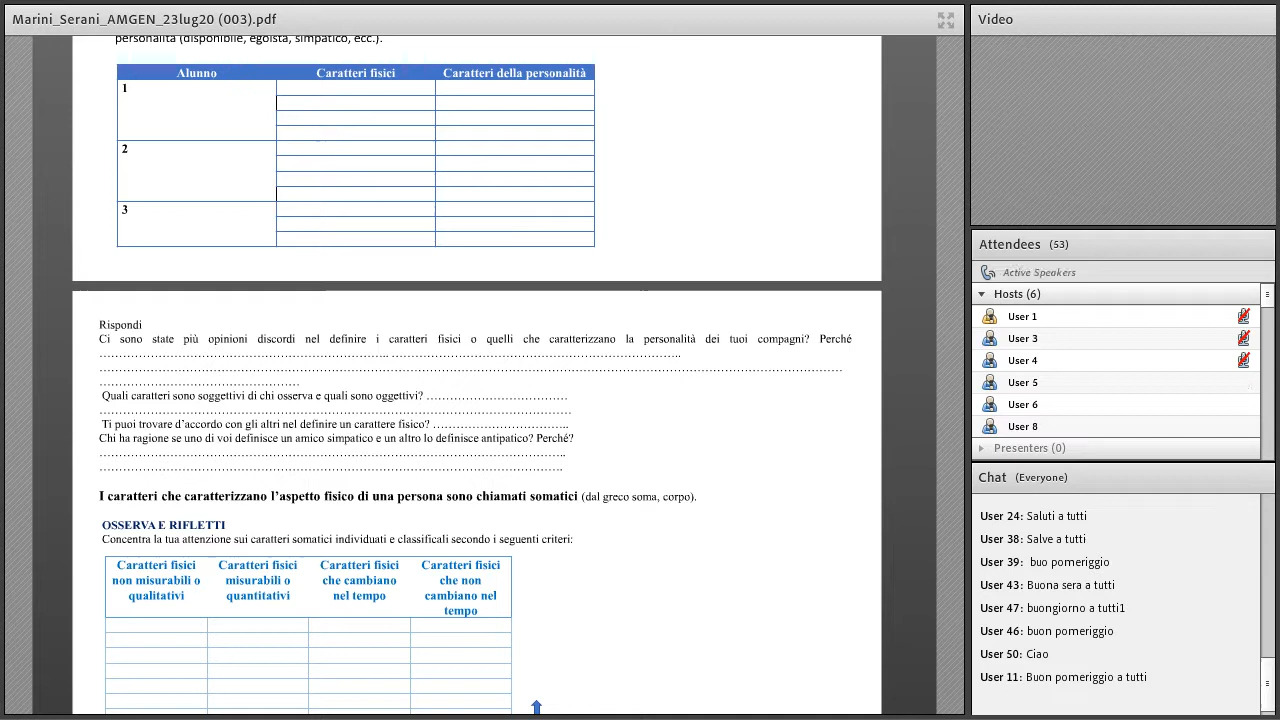 Marini_Serani_AMGEN_23lug20 (003).pdf
personalità (disponibile, egoista, simpatico, ecc.).
Alunno Caratteri fisici Caratteri della personalità
1
2
3
Rispondi
Ci sono state più opinioni discordi nel definire i caratteri fisici o quelli che caratterizzano la personalità dei tuoi compagni? Perché
……………………………………………………………………………………………..
……………………………………………………………………………………………………………………
………………………………………
Quali caratteri sono soggettivi di chi osserva e quali sono oggettivi? ………………………………
………………………………………………………………………………
Ti puoi trovare d’accordo con gli altri nel definire un carattere fisico? ……………………………..
Chi ha ragione se uno di voi definisce un amico simpatico e un altro lo definisce antipatico? Perché?
……………………………………………………………………………..
……………………………………………………………………………
I caratteri che caratterizzano l’aspetto fisico di una persona sono chiamati somatici (dal greco soma, corpo).
OSSERVA E RIFLETTI
Concentra la tua attenzione sui caratteri somatici individuati e classificali secondo i seguenti criteri:
Caratteri fisici non misurabili o qualitativi
Caratteri fisici misurabili o quantitativi
Caratteri fisici che cambiano nel tempo
Caratteri fisici che non cambiano nel tempo
Video
Attendees (53)
Active Speakers
Hosts (6)
User 1
User 3
User 4
User 5
User 6
User 8
Presenters (0)
Chat (Everyone)
User 24: Saluti a tutti
User 38: Salve a tutti
User 39: buo pomeriggio
User 43: Buona sera a tutti
User 47: buongiorno a tutti1
User 46: buon pomeriggio
User 50: Ciao
User 11: Buon pomeriggio a tutti